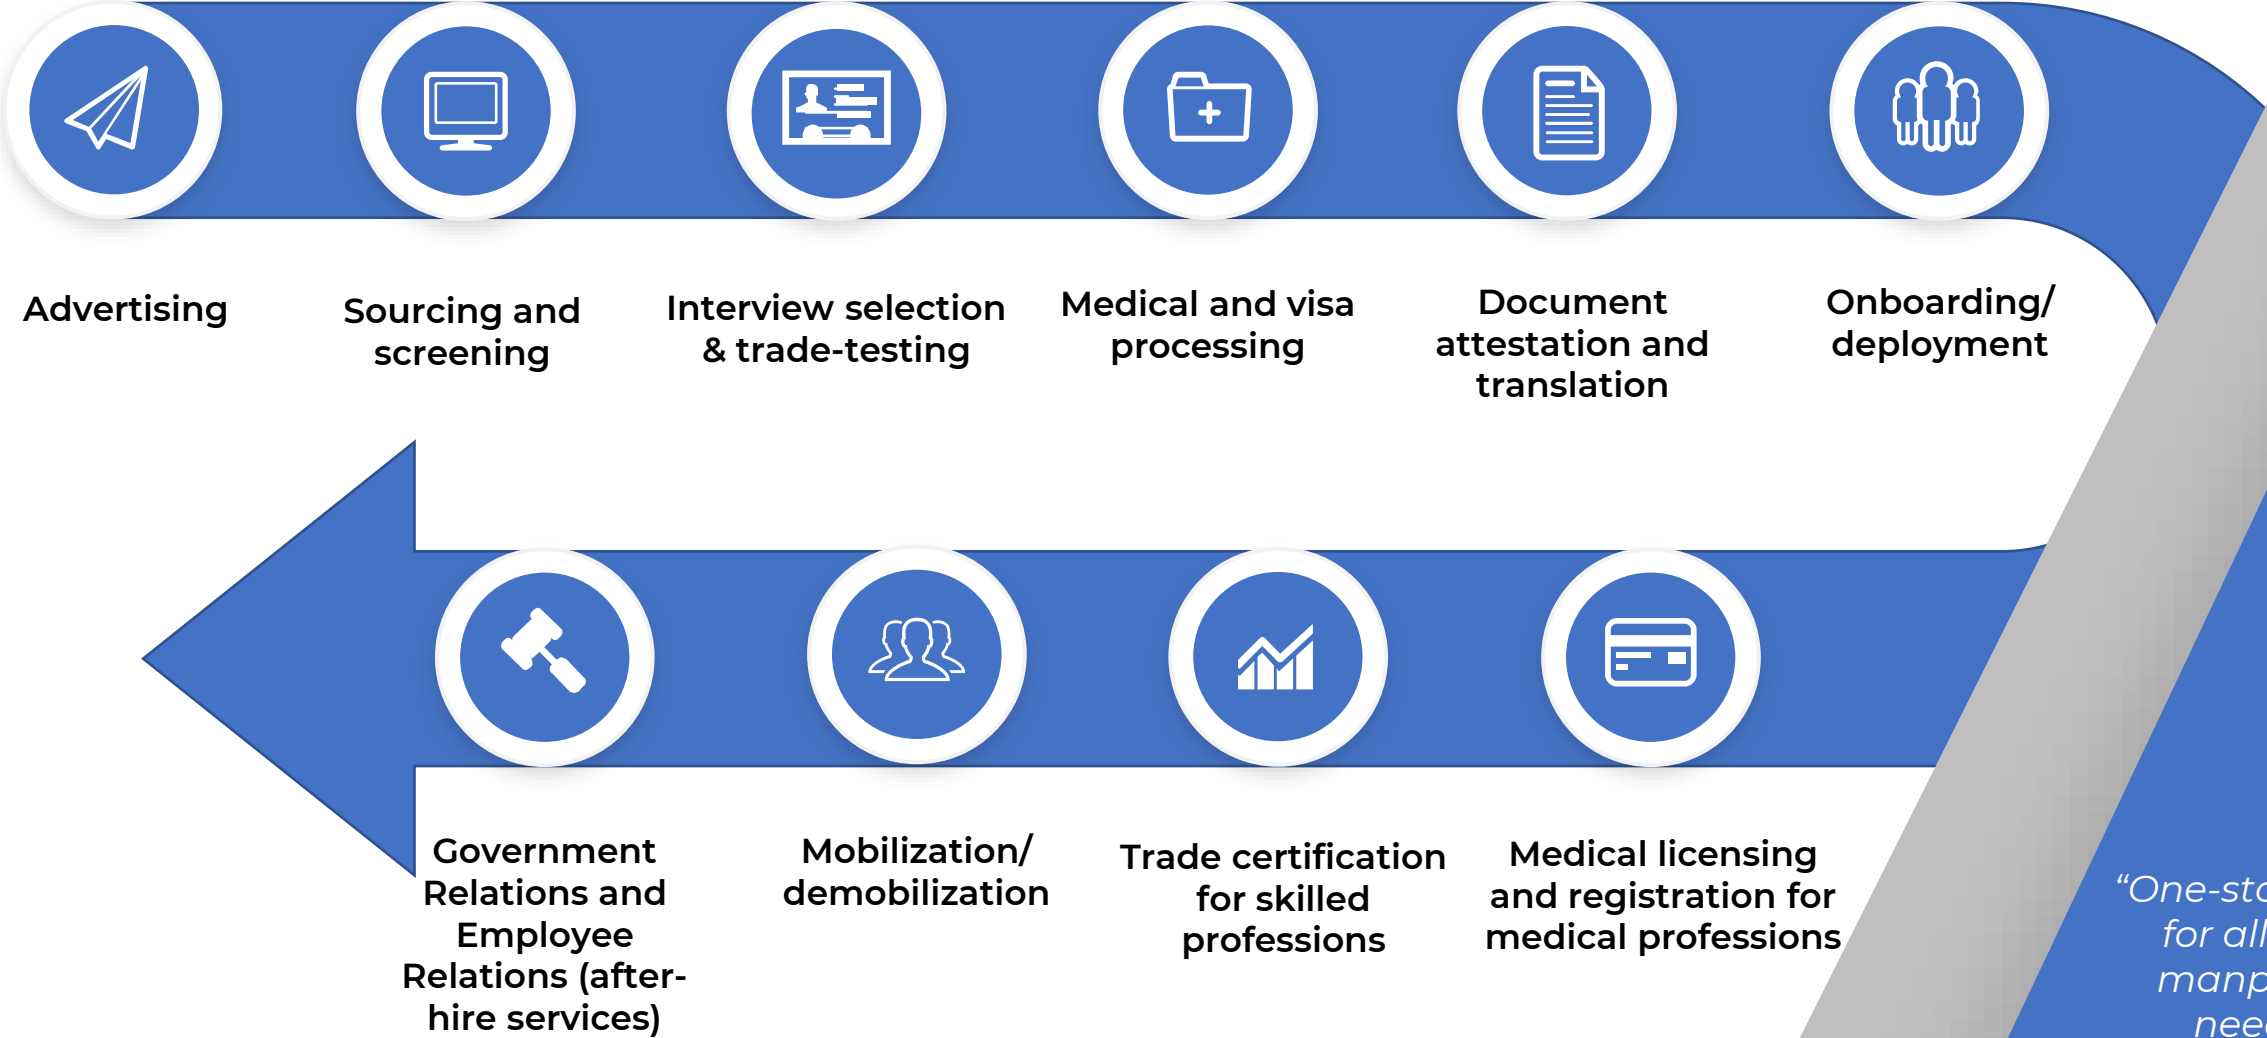 Advertising
Sourcing and
screening
Interview selection
& trade-testing
Medical and visa
processing
Document
attestation and
translation
Onboarding/
deployment
Government
Relations and
Employee
Relations (after-
hire services)
Mobilization/
demobilization
Trade certification
for skilled
professions
Medical licensing
and registration for
medical professions
for all